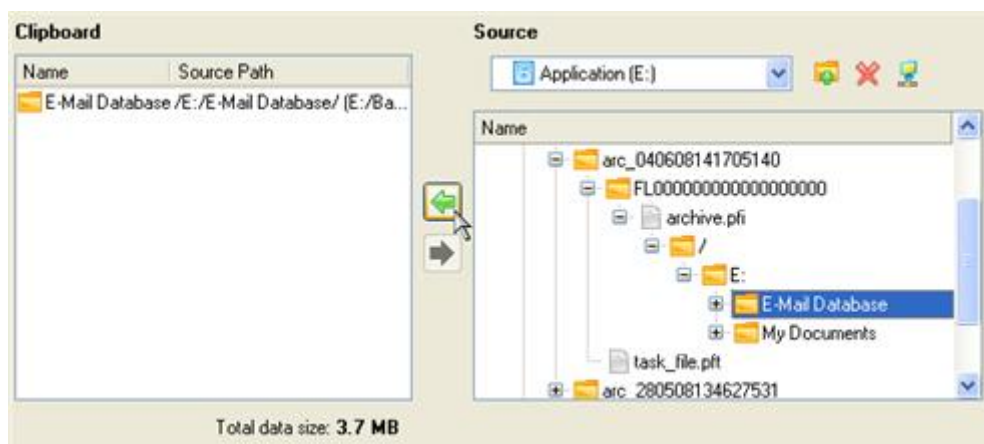 Clipboard
Name Source Path
E-Mail Database /E:/E-Mail Database/ (E:/Ba...
Total data size: 3.7 MB
Source
Application (E:)
Name
arc_040608141705140
FL000000000000000000
archive.pfi
/
E:
E-Mail Database
My Documents
task_file.pft
arc_280508134627531